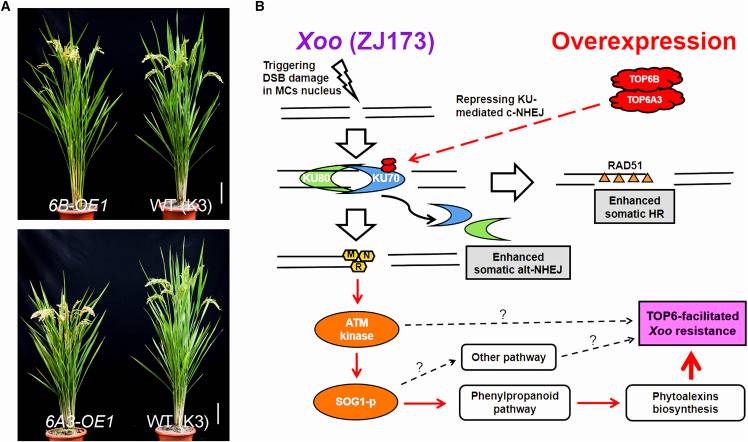 A
6B-OE1
WT (K3)
6A3-OE1
WT (K3)
B
Xoo (ZJ173)
Overexpression
Triggering
DSB damage
in MCs nucleus
TOP6B
TOP6A3
Repressing KU-
mediated c-NHEJ
KU80
KU70
RAD51
Enhanced
somatic HR
M
N
R
Enhanced
somatic alt-NHEJ
ATM
kinase
?
TOP6-facilitated
Xoo resistance
?
Other pathway
?
SOG1-p
Phenylpropanoid
pathway
Phytoalexins
biosynthesis